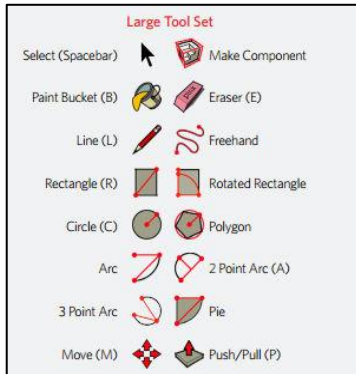 Large Tool Set
Select (Spacebar) Make Component
Paint Bucket (B) Eraser (E)
Line (L) Freehand
Rectangle (R) Rotated Rectangle
Circle (C) Polygon
Arc 2 Point Arc (A)
3 Point Arc Pie
Move (M) Push/Pull (P)